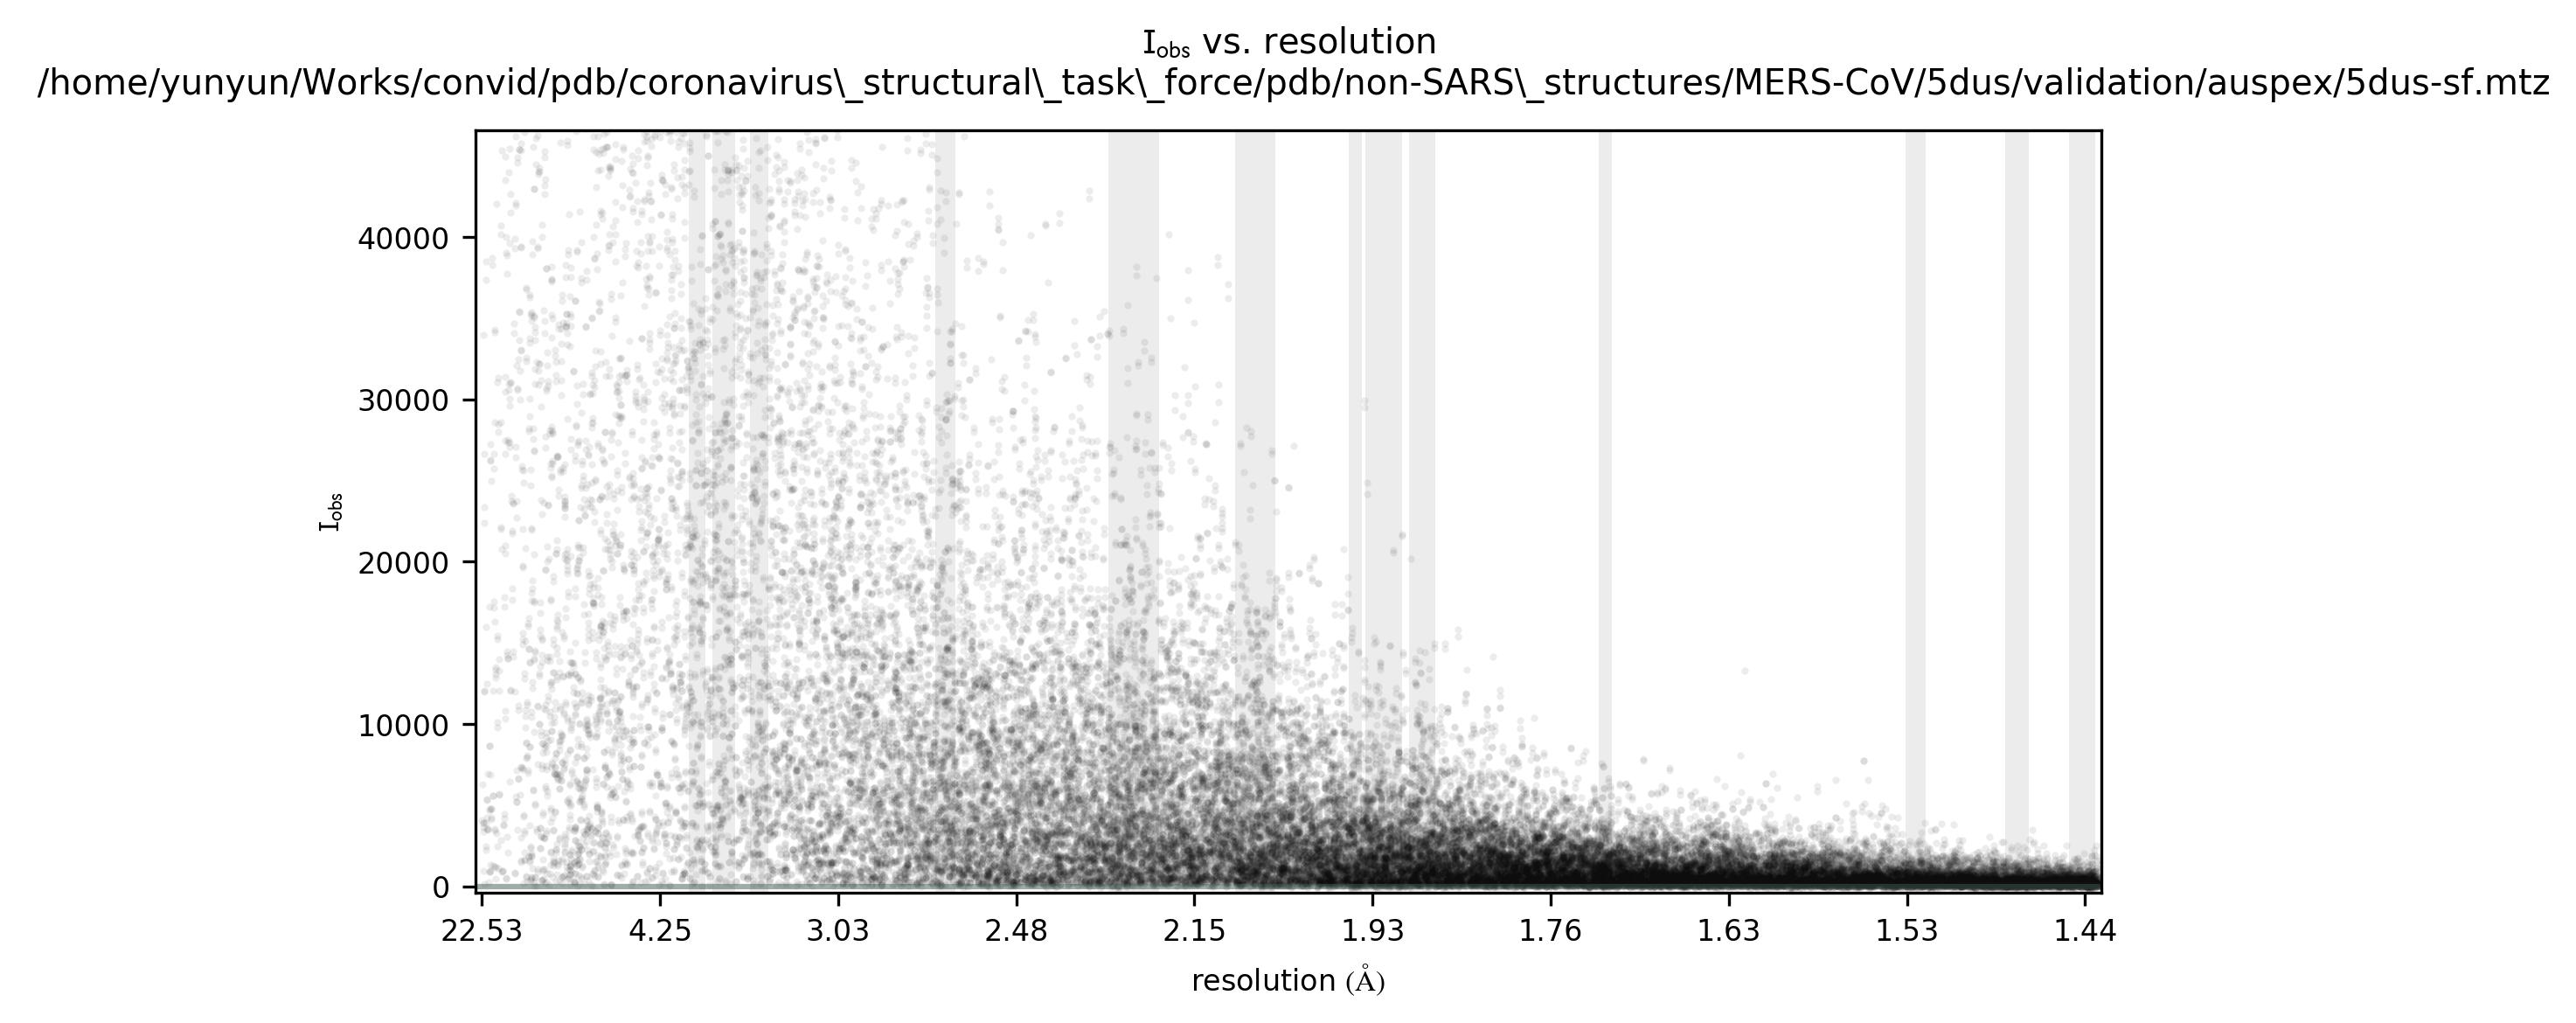 I_obs vs. resolution
/home/yunyun/Works/convid/pdb/coronavirus\_structural\_task\_force/pdb/non-SARS\_structures/MERS-CoV/5dus/validation/auspex/5dus-sf.mtz
40000
30000
I_obs
20000
10000
0
22.53 4.25 3.03 2.48 2.15 1.93 1.76 1.63 1.53 1.44
resolution (Å)